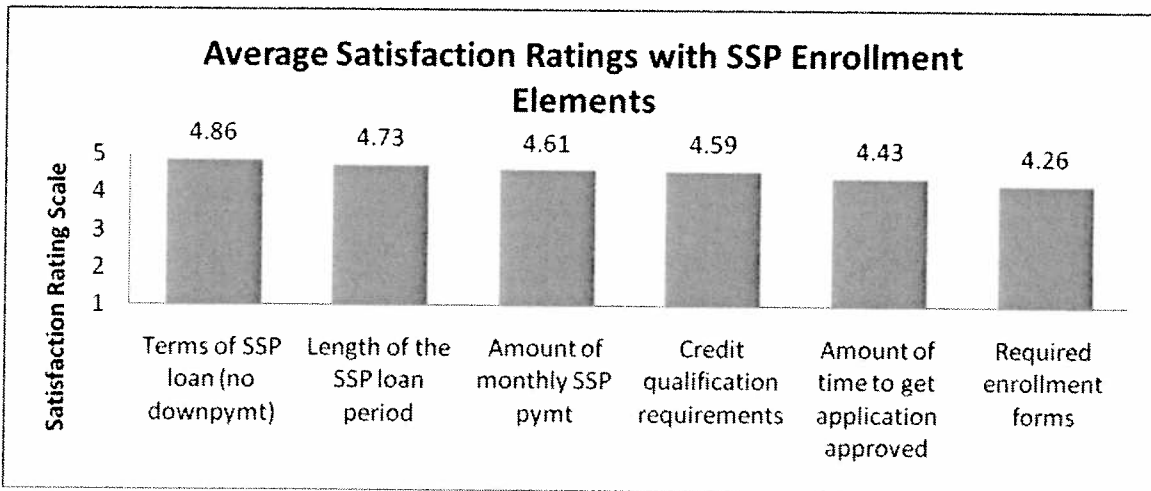 Average Satisfaction Ratings with SSP Enrollment
Elements
4.86
4.73
4.61
4.59
4.43
4.26
Satisfaction Rating Scale
5
4
3
2
1
Terms of SSP
loan (no
downpymt)
Length of the
SSP loan
period
Amount of
monthly SSP
pymt
Credit
qualification
requirements
Amount of
time to get
application
approved
Required
enrollment
forms